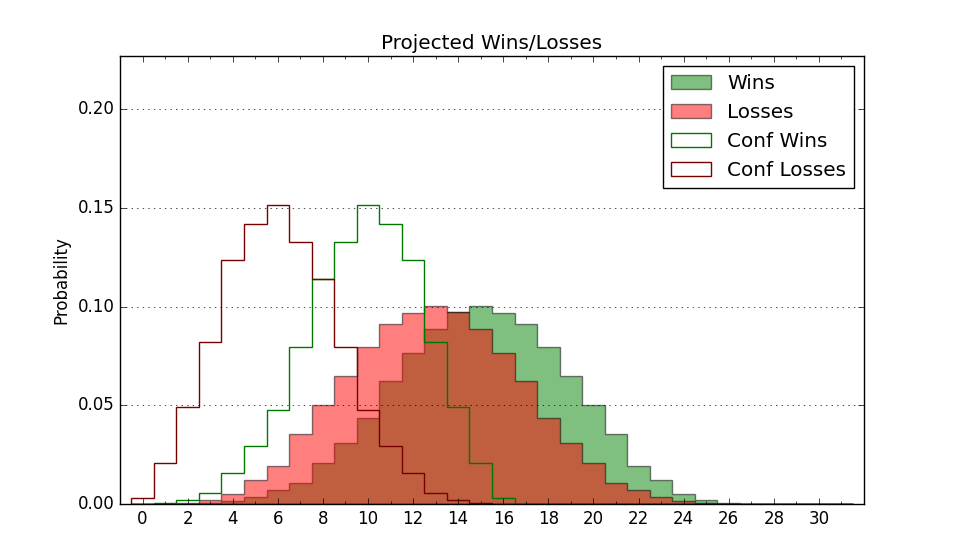 Projected Wins/Losses
Wins
Losses
Conf Wins
Conf Losses
Probability
0.20
0.15
0.10
0.05
0.00
0 2 4 6 8 10 12 14 16 18 20 22 24 26 28 30